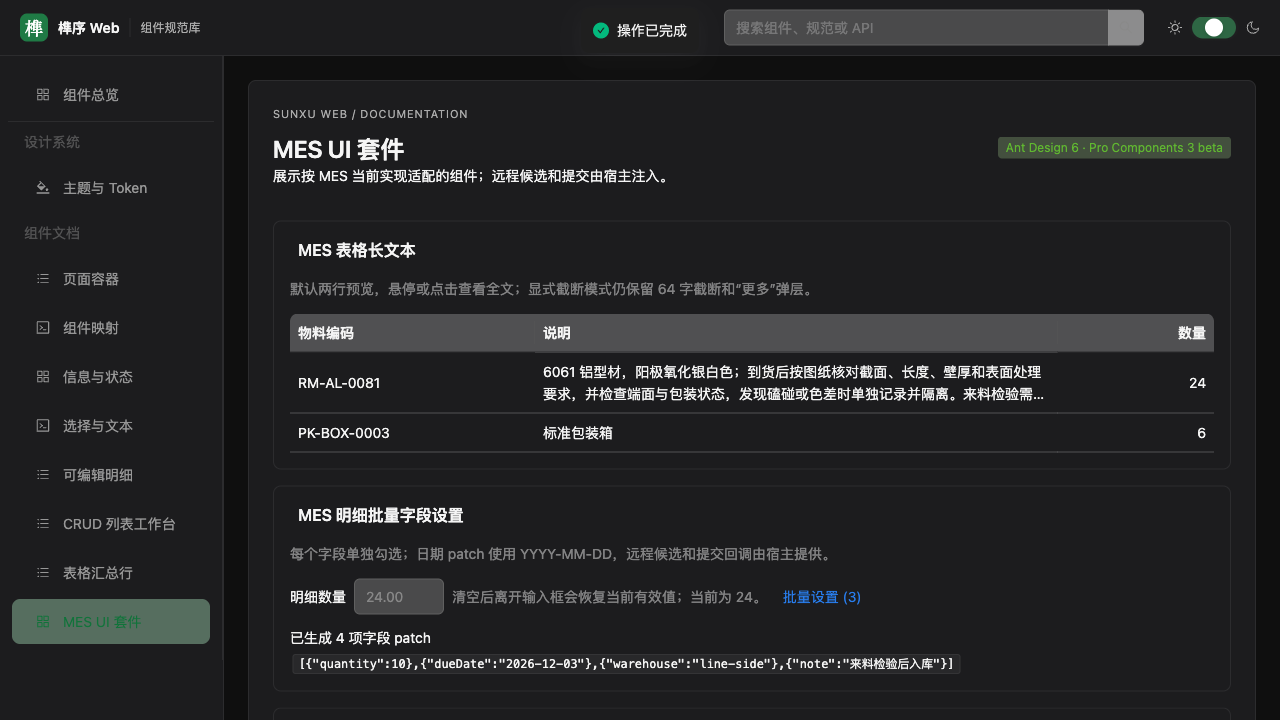 榫 榫序 Web 组件规范库
操作已完成
搜索组件、规范或 API
组件总览
设计系统
主题与 Token
组件文档
页面容器
组件映射
信息与状态
选择与文本
可编辑明细
CRUD 列表工作台
表格汇总行
MES UI 套件
SUNXU WEB / DOCUMENTATION
MES UI 套件
Ant Design 6 · Pro Components 3 beta
展示按 MES 当前实现适配的组件；远程候选和提交由宿主注入。
MES 表格长文本
默认两行预览，悬停或点击查看全文；显式截断模式仍保留 64 字截断和“更多”弹层。
物料编码 说明 数量
RM-AL-0081
6061 铝型材，阳极氧化银白色；到货后按图纸核对截面、长度、壁厚和表面处理
要求，并检查端面与包装状态，发现磕碰或色差时单独记录并隔离。来料检验需...
24
PK-BOX-0003 标准包装箱 6
MES 明细批量字段设置
每个字段单独勾选；日期 patch 使用 YYYY-MM-DD，远程候选和提交回调由宿主提供。
明细数量 24.00 清空后离开输入框会恢复当前有效值；当前为 24。 批量设置 (3)
已生成 4 项字段 patch
[{"quantity":10},{"dueDate":"2026-12-03"},{"warehouse":"line-side"},{"note":"来料检验后入库"}]